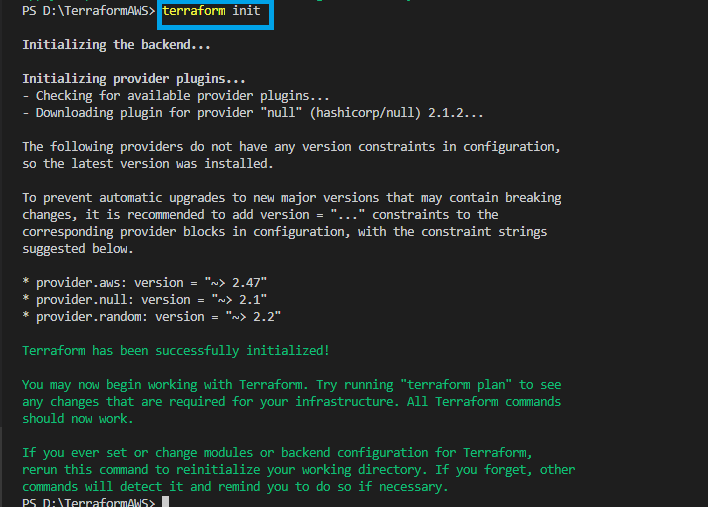 PS D:\TerraformAWS> terraform init
Initializing the backend...
Initializing provider plugins...
- Checking for available provider plugins...
- Downloading plugin for provider "null" (hashicorp/null) 2.1.2...
The following providers do not have any version constraints in configuration,
so the latest version was installed.
To prevent automatic upgrades to new major versions that may contain breaking
changes, it is recommended to add version = "..." constraints to the
corresponding provider blocks in configuration, with the constraint strings
suggested below.
* provider.aws: version = "~> 2.47"
* provider.null: version = "~> 2.1"
* provider.random: version = "~> 2.2"
Terraform has been successfully initialized!
You may now begin working with Terraform. Try running "terraform plan" to see
any changes that are required for your infrastructure. All Terraform commands
should now work.
If you ever set or change modules or backend configuration for Terraform,
rerun this command to reinitialize your working directory. If you forget, other
commands will detect it and remind you to do so if necessary.
PS D:\TerraformAWS>